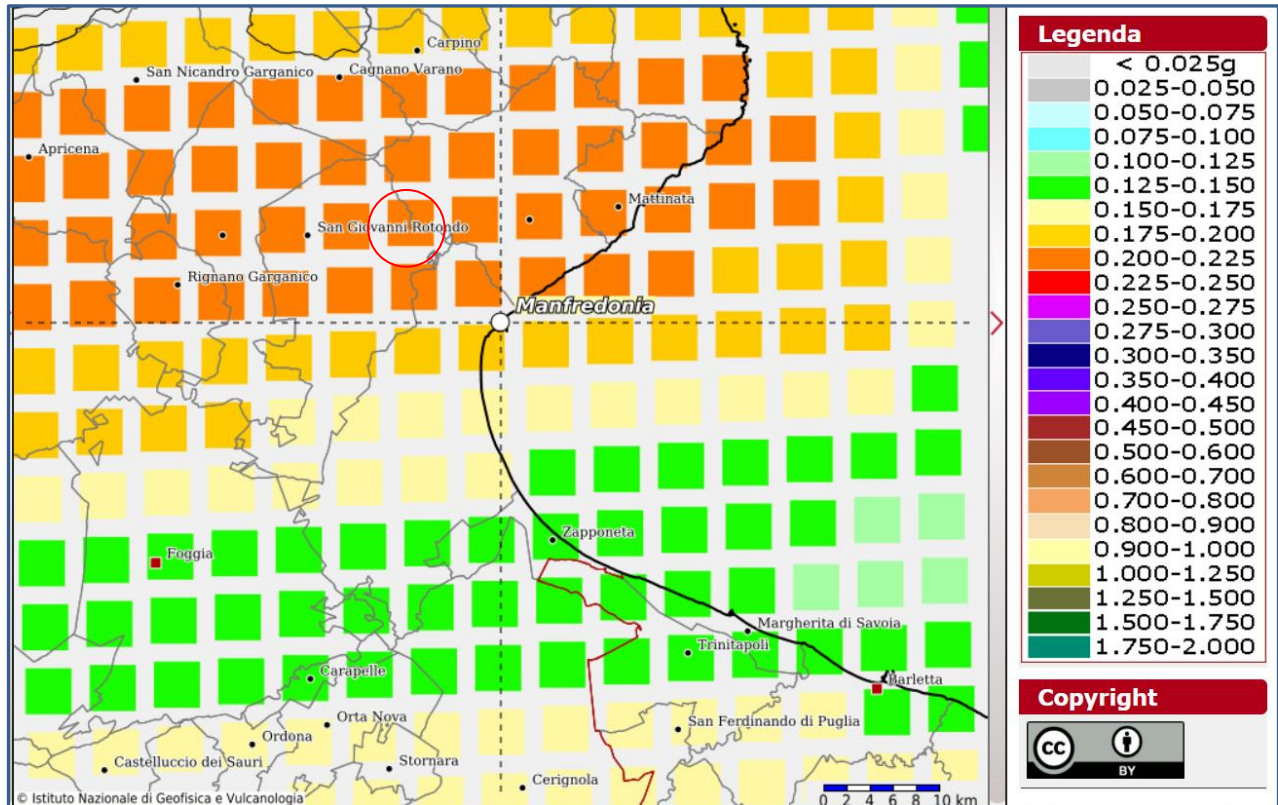 Carpino
San Nicandro Garganico
Cagnano Varano
Apricena
Mattinata
San Giovanni Rotondo
Rignano Garganico
Manfredonia
Foggia
Zapponeta
Margherita di Savoia
Trinitapoli
Carapelle
Barletta
Orta Nova
San Ferdinando di Puglia
Ordona
Castelluccio dei Sauri
Stornara
Cerignola
© Istituto Nazionale di Geofisica e Vulcanologia
0 2 4 6 8 10 km
Legenda
< 0.025g
0.025-0.050
0.050-0.075
0.075-0.100
0.100-0.125
0.125-0.150
0.150-0.175
0.175-0.200
0.200-0.225
0.225-0.250
0.250-0.275
0.275-0.300
0.300-0.350
0.350-0.400
0.400-0.450
0.450-0.500
0.500-0.600
0.600-0.700
0.700-0.800
0.800-0.900
0.900-1.000
1.000-1.250
1.250-1.500
1.500-1.750
1.750-2.000
Copyright
cc
BY